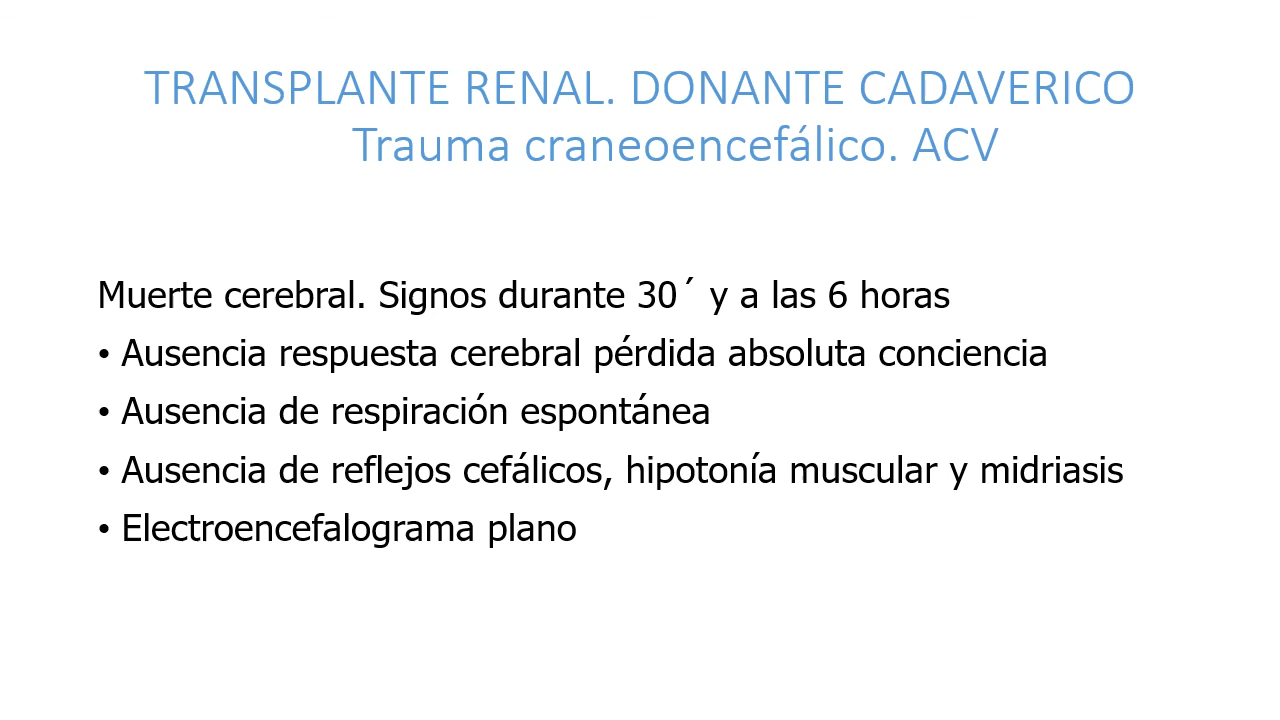 TRANSPLANTE RENAL. DONANTE CADAVERICO
Trauma craneoencefálico. ACV
Muerte cerebral. Signos durante 30´ y a las 6 horas
• Ausencia respuesta cerebral pérdida absoluta conciencia
• Ausencia de respiración espontánea
• Ausencia de reflejos cefálicos, hipotonía muscular y midriasis
• Electroencefalograma plano